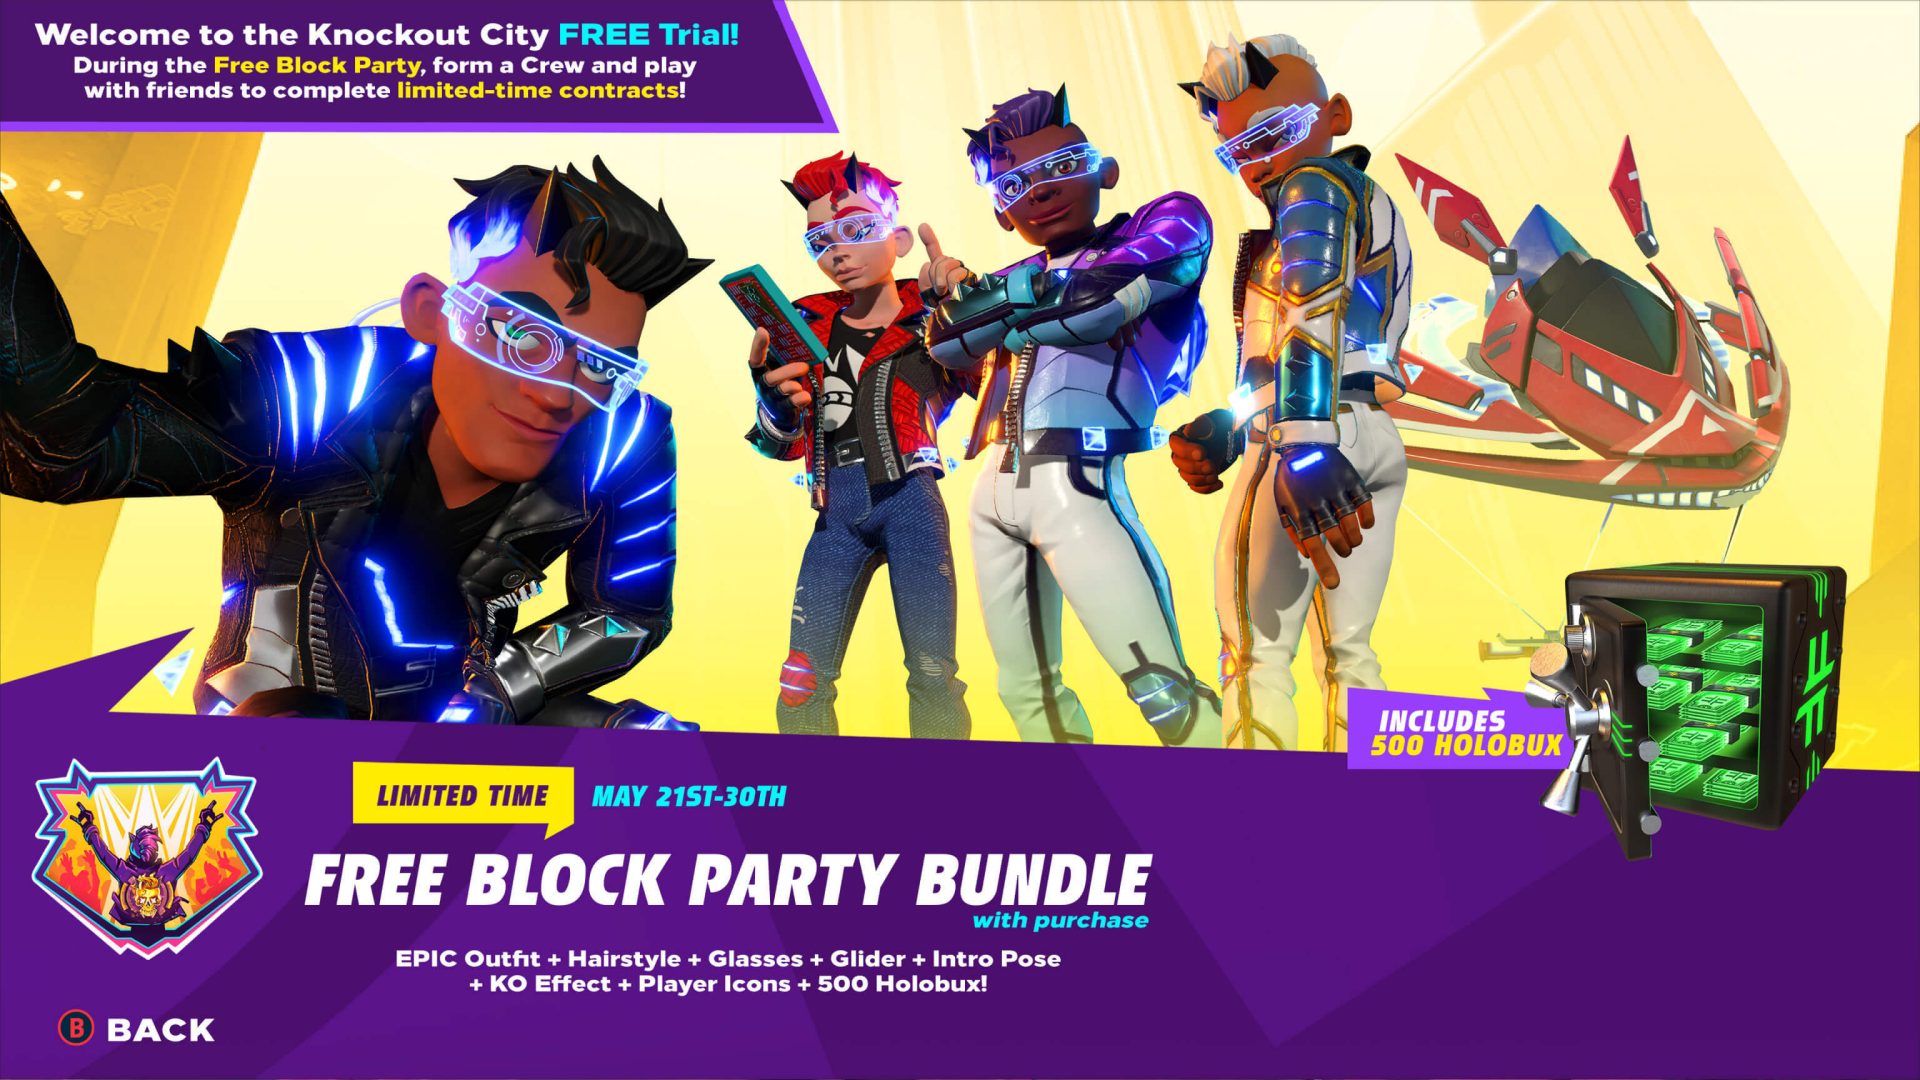 Welcome to the Knockout City FREE Trial!
During the Free Block Party, form a Crew and play
with friends to complete limited-time contracts!
INCLUDES
500 HOLOBUX
LIMITED TIME
MAY 21ST-30TH
FREE BLOCK PARTY BUNDLE
with purchase
EPIC Outfit + Hairstyle + Glasses + Glider + Intro Pose
+ KO Effect + Player Icons + 500 Holobux!
B BACK